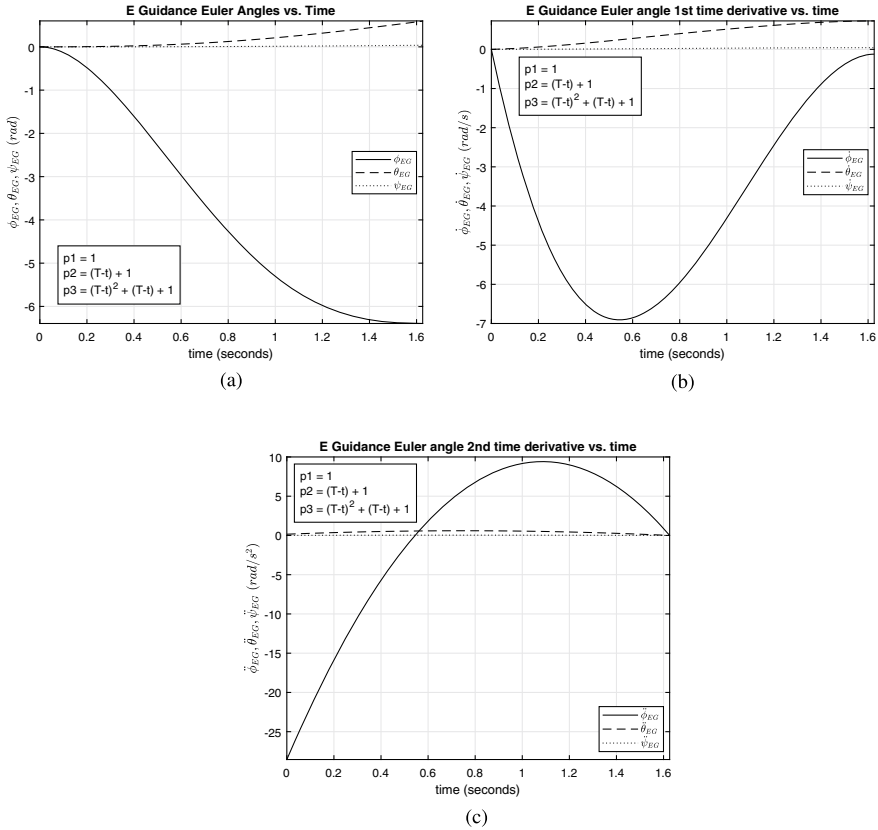 E Guidance Euler Angles vs. Time
0
-1
-2
-3
-4
-5
-6
ϕ_EG, θ_EG, ψ_EG (rad)
ϕ_EG
θ_EG
ψ_EG
p1 = 1
p2 = (T-t) + 1
p3 = (T-t)^2 + (T-t) + 1
0 0.2 0.4 0.6 0.8 1 1.2 1.4 1.6
time (seconds)
(a)
E Guidance Euler angle 1st time derivative vs. time
0
-1
-2
-3
-4
-5
-6
-7
ϕ̇_EG, θ̇_EG, ψ̇_EG (rad/s)
p1 = 1
p2 = (T-t) + 1
p3 = (T-t)^2 + (T-t) + 1
ϕ̇_EG
θ̇_EG
ψ̇_EG
0 0.2 0.4 0.6 0.8 1 1.2 1.4 1.6
time (seconds)
(b)
E Guidance Euler angle 2nd time derivative vs. time
10
5
0
-5
-10
-15
-20
-25
ϕ̈_EG, θ̈_EG, ψ̈_EG (rad/s^2)
p1 = 1
p2 = (T-t) + 1
p3 = (T-t)^2 + (T-t) + 1
ϕ̈_EG
θ̈_EG
ψ̈_EG
0 0.2 0.4 0.6 0.8 1 1.2 1.4 1.6
time (seconds)
(c)